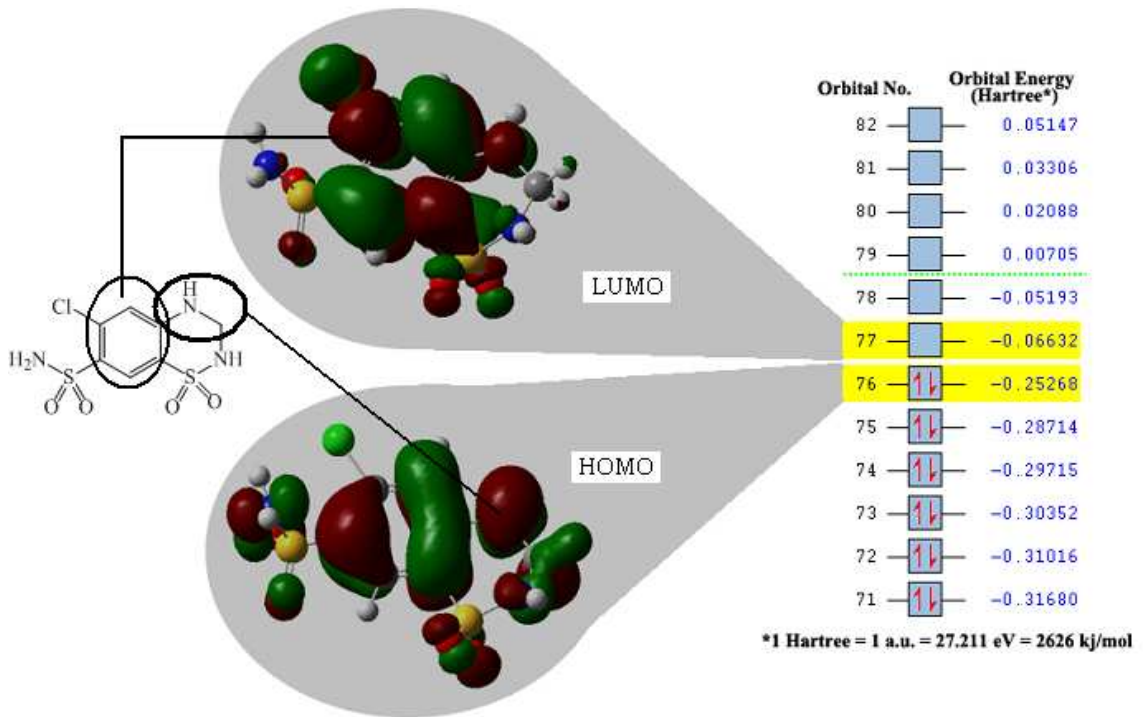 Orbital No.
Orbital Energy
(Hartree*)
82 0.05147
81 0.03306
80 0.02088
79 0.00705
78 -0.05193
77 -0.06632
76 -0.25268
75 -0.28714
74 -0.29715
73 -0.30352
72 -0.31016
71 -0.31680
*1 Hartree = 1 a.u. = 27.211 eV = 2626 kj/mol
LUMO
HOMO
H
N
Cl
NH
H₂N
S
S
O O
O O